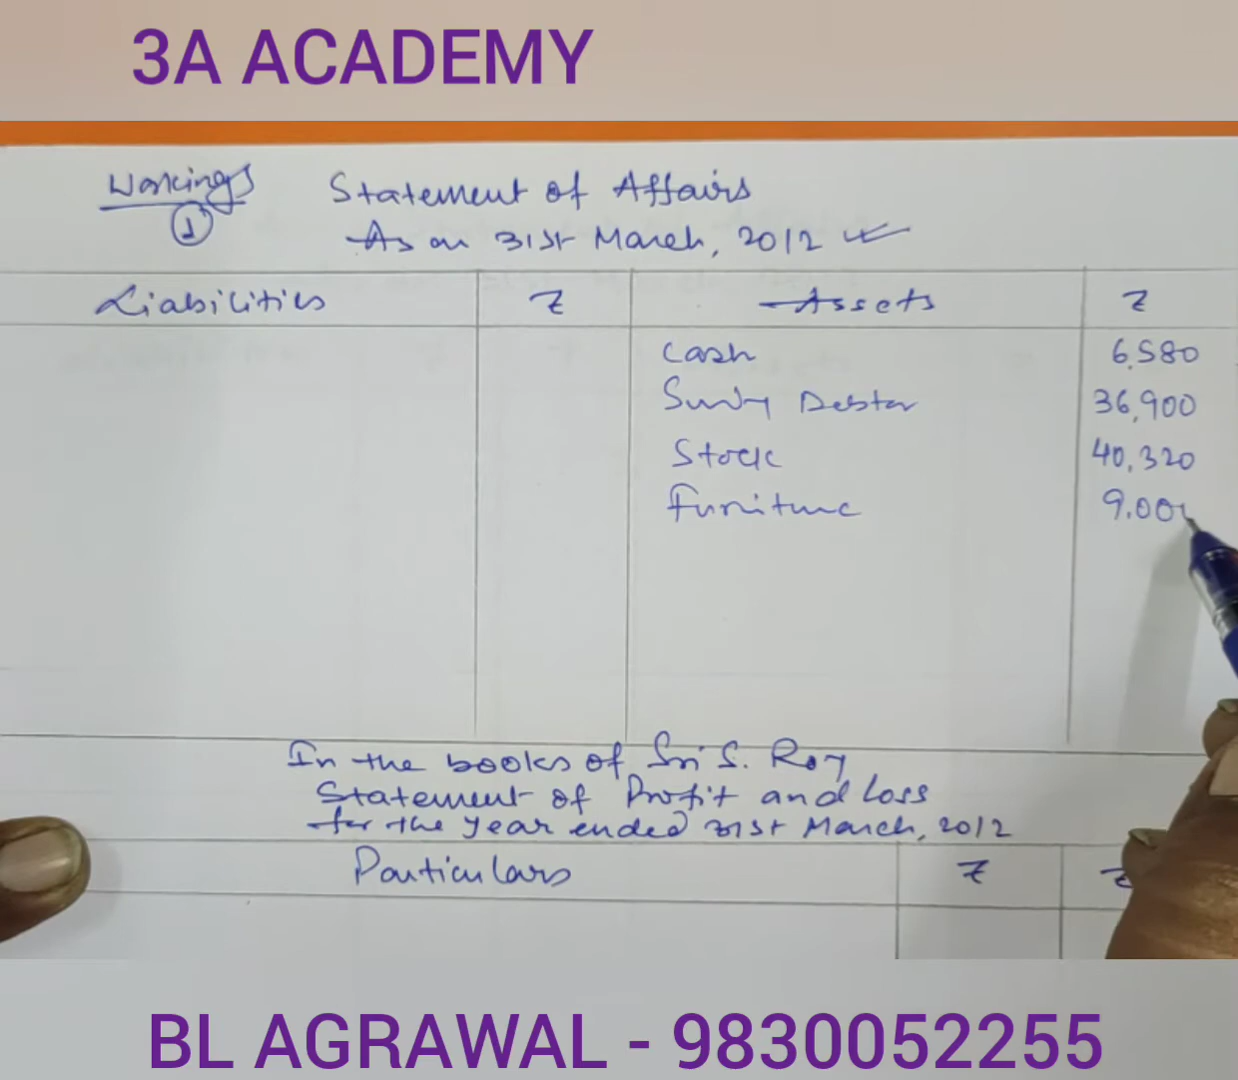 3A ACADEMY
Workings Statement of Affairs
① As on 31st March, 2012
Liabilities ₹ Assets ₹
Cash 6,580
Sundry Debtor 36,900
Stock 40,320
Furniture 9,000
In the books of Sri S. Roy
Statement of Profit and Loss
for the Year ended 31st March, 2012
Particulars ₹ ₹
BL AGRAWAL - 9830052255